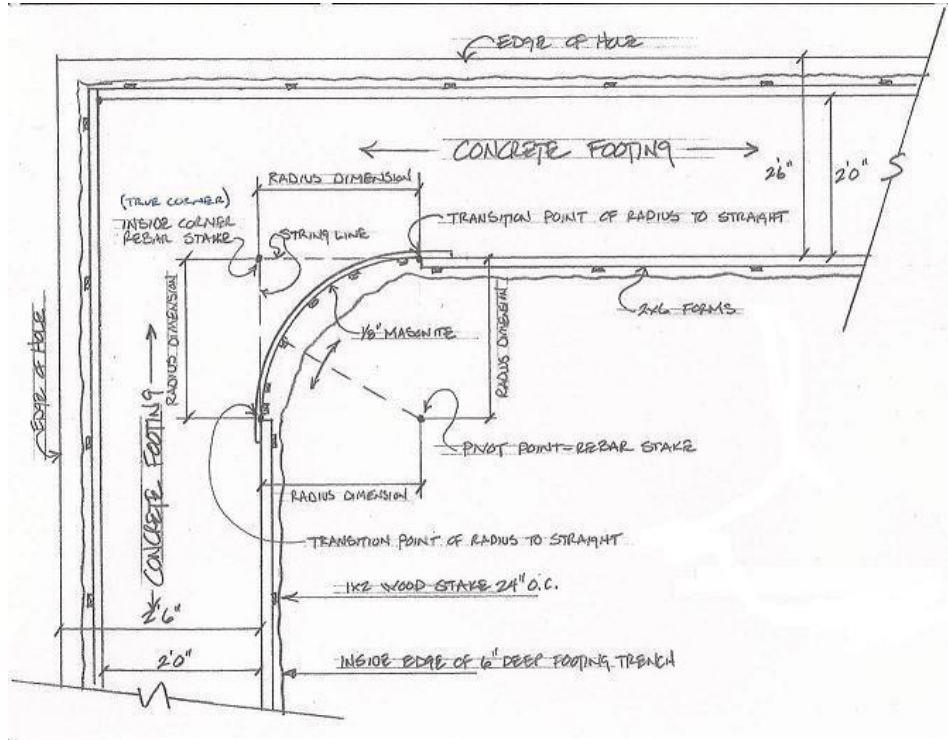 EDGE OF HOLE
CONCRETE FOOTING
2'6"
2'0"
RADIUS DIMENSION
(TRUE CORNER)
INSIDE CORNER
REBAR STAKE
STRING LINE
TRANSITION POINT OF RADIUS TO STRAIGHT
RADIUS DIMENSION
1/8" MASONITE
RADIUS DIMENSION
2x6 FORMS
EDGE OF HOLE
CONCRETE FOOTING
PIVOT POINT=REBAR STAKE
RADIUS DIMENSION
TRANSITION POINT OF RADIUS TO STRAIGHT
1x2 WOOD STAKE 24" O.C.
2'6"
2'0"
INSIDE EDGE OF 6" DEEP FOOTING TRENCH